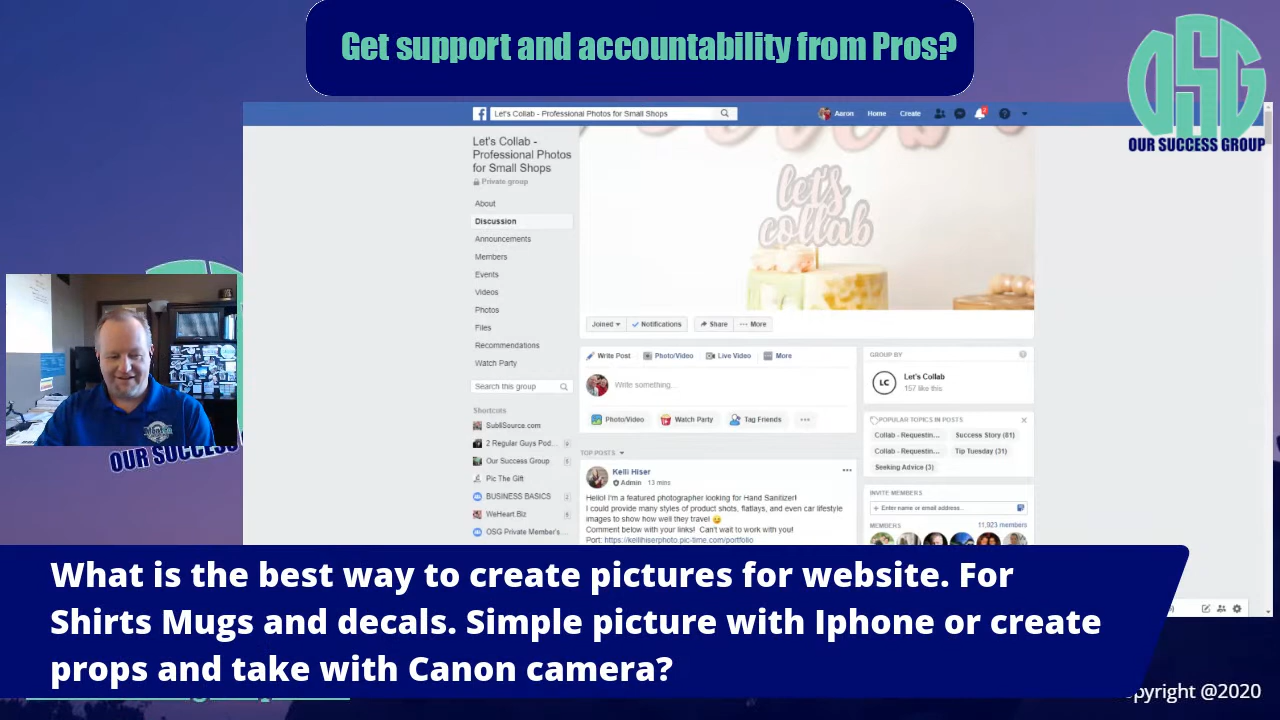 Get support and accountability from Pros?
OSG
OUR SUCCESS GROUP
Let's Collab - Professional Photos for Small Shops
Aaron
Home
Create
Let's Collab -
Professional Photos
for Small Shops
Private group
About
Discussion
Announcements
Members
Events
Videos
Photos
Files
Recommendations
Watch Party
Search this group
Shortcuts
SubliSource.com
2 Regular Guys Pod...
Our Success Group
Pic The Gift
BUSINESS BASICS
WeHeart.Biz
OSG Private Member's...
let's
collab
Joined
Notifications
Share
More
Write Post
Photo/Video
Live Video
More
Write something...
Photo/Video
Watch Party
Tag Friends
TOP POSTS
Kelli Hiser
Admin 13 mins
Hello! I'm a featured photographer looking for Hand Sanitizer!
I could provide many styles of product shots, flatlays, and even car lifestyle
images to show how well they travel!
Comment below with your links! Can't wait to work with you!
Port: https://kellihiserphoto.pic-time.com/portfolio
GROUP BY
LC
Let's Collab
157 like this
POPULAR TOPICS IN POSTS
Collab - Requestin...
Success Story (81)
Collab - Requestin...
Tip Tuesday (31)
Seeking Advice (3)
INVITE MEMBERS
+ Enter name or email address...
MEMBERS
11,923 members
OUR SUCCESS
What is the best way to create pictures for website. For
Shirts Mugs and decals. Simple picture with Iphone or create
props and take with Canon camera?
pyright @2020